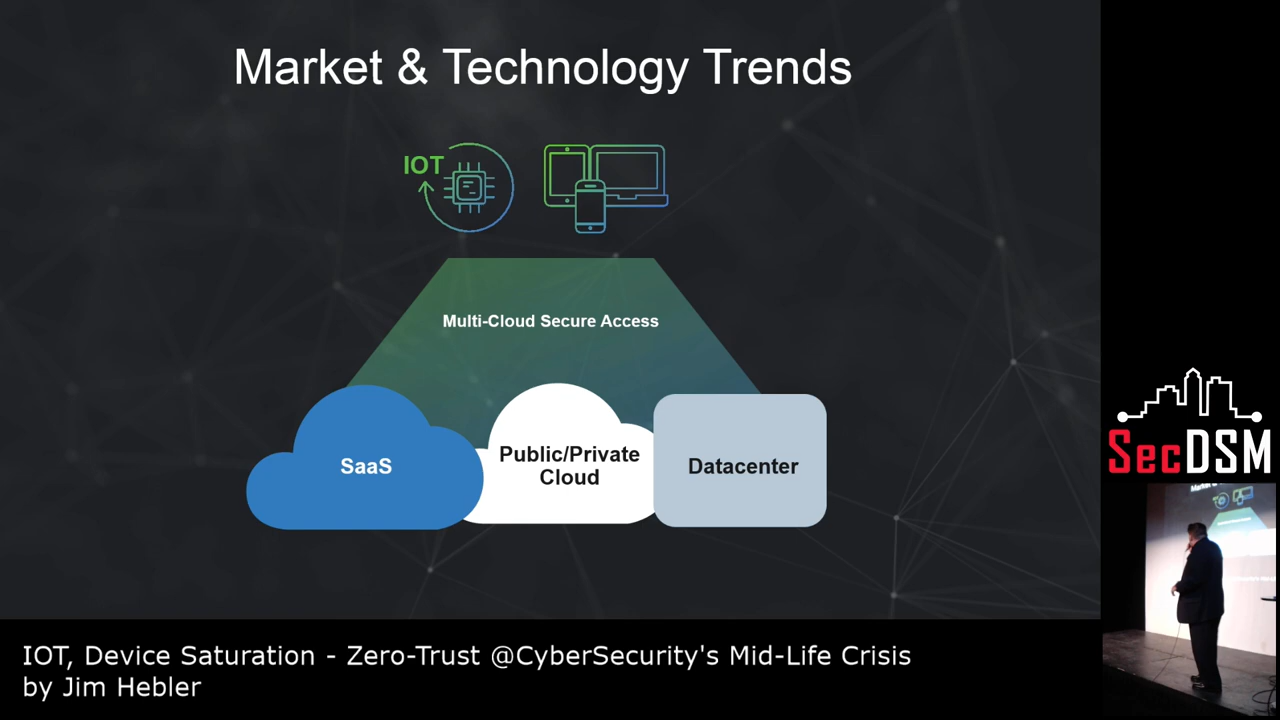 Market & Technology Trends
IOT
Multi-Cloud Secure Access
SaaS
Public/Private
Cloud
Datacenter
SecDSM
IOT, Device Saturation - Zero-Trust @CyberSecurity's Mid-Life Crisis
by Jim Hebler